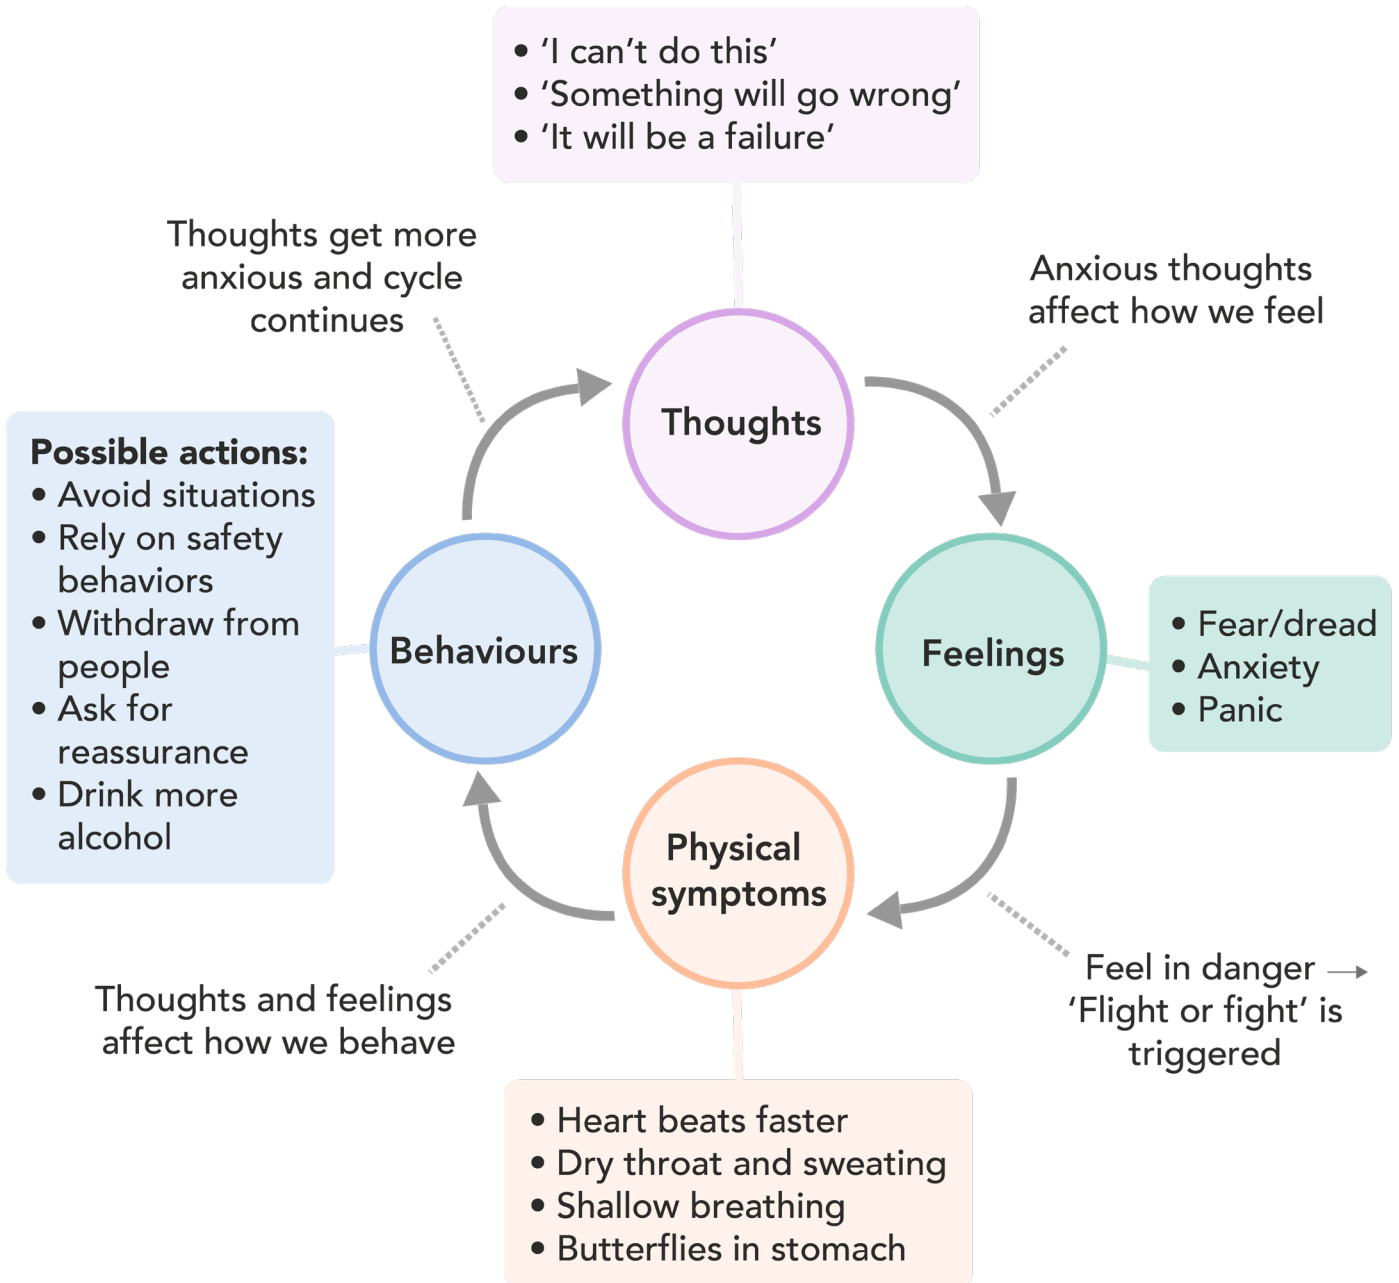 • ‘I can’t do this’
• ‘Something will go wrong’
• ‘It will be a failure’
Thoughts get more
anxious and cycle
continues
Anxious thoughts
affect how we feel
Thoughts
Possible actions:
• Avoid situations
• Rely on safety
behaviors
• Withdraw from
people
• Ask for
reassurance
• Drink more
alcohol
Behaviours
Feelings
• Fear/dread
• Anxiety
• Panic
Physical
symptoms
Thoughts and feelings
affect how we behave
Feel in danger →
‘Flight or fight’ is
triggered
• Heart beats faster
• Dry throat and sweating
• Shallow breathing
• Butterflies in stomach